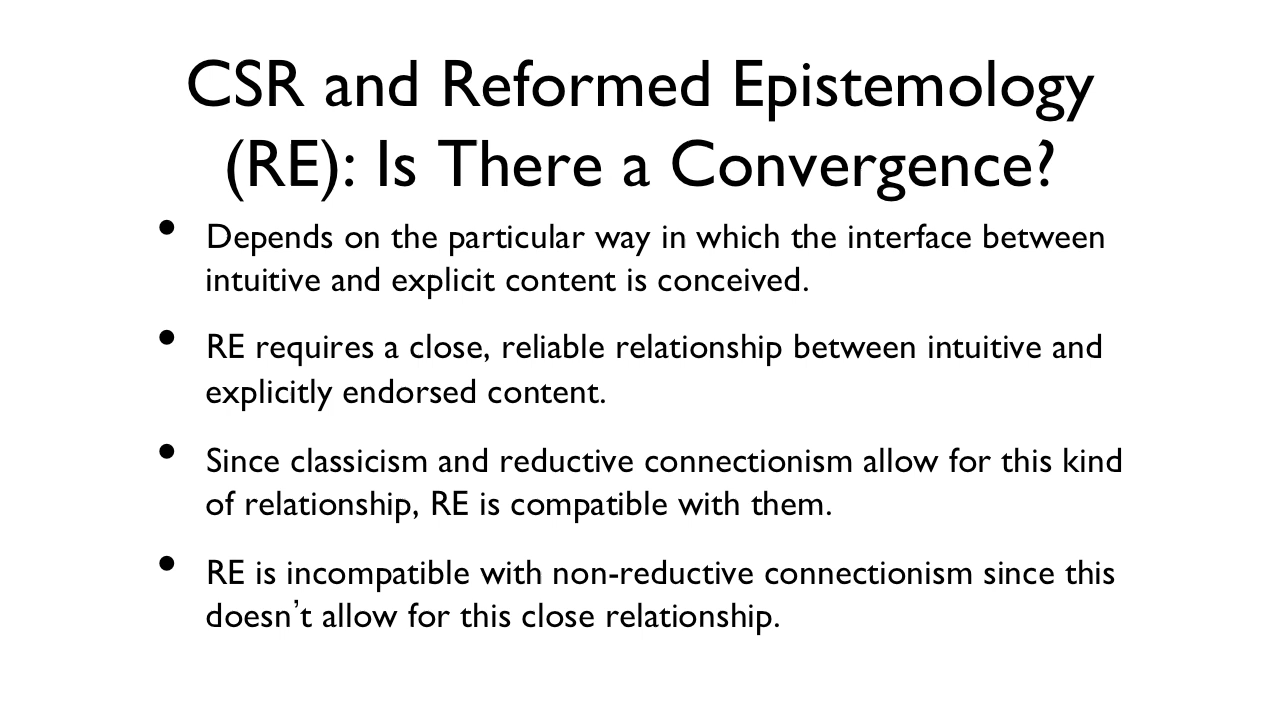 CSR and Reformed Epistemology
(RE): Is There a Convergence?
• Depends on the particular way in which the interface between
intuitive and explicit content is conceived.
• RE requires a close, reliable relationship between intuitive and
explicitly endorsed content.
• Since classicism and reductive connectionism allow for this kind
of relationship, RE is compatible with them.
• RE is incompatible with non-reductive connectionism since this
doesn’t allow for this close relationship.